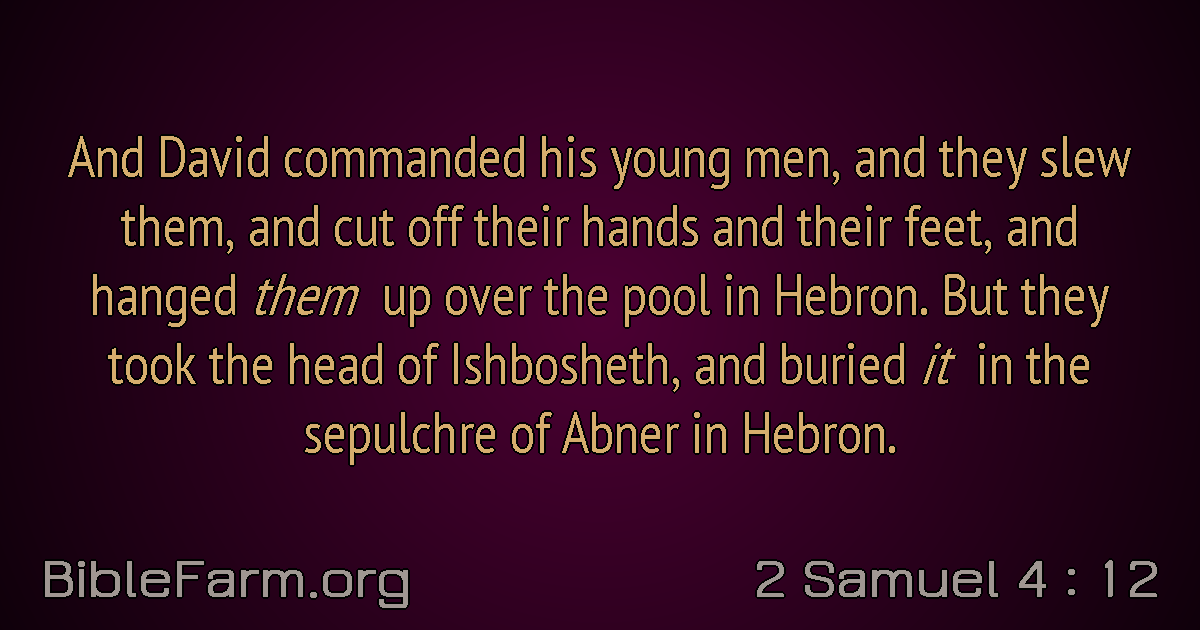 And David commanded his young men, and they slew
them, and cut off their hands and their feet, and
hanged them up over the pool in Hebron. But they
took the head of Ishbosheth, and buried it in the
sepulchre of Abner in Hebron.
BibleFarm.org
2 Samuel 4 : 12